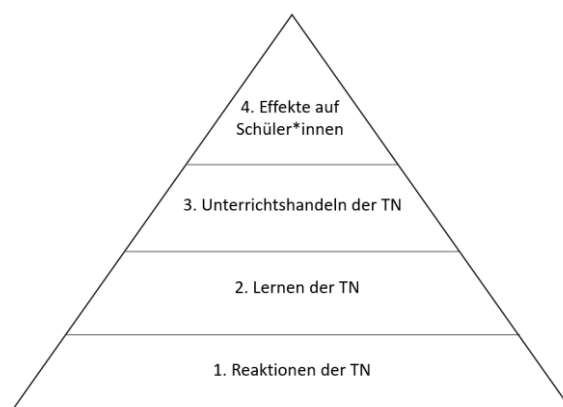 4. Effekte auf
Schüler*innen
3. Unterrichtshandeln der TN
2. Lernen der TN
1. Reaktionen der TN